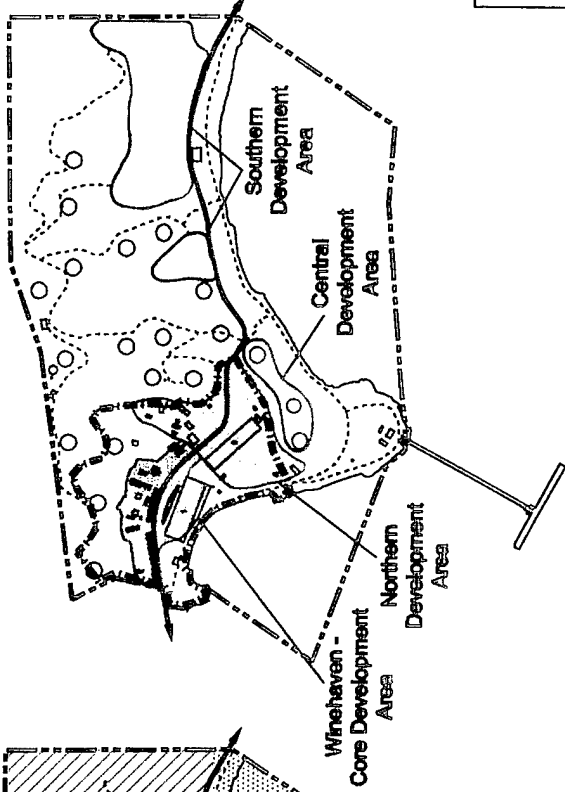 Southern
Development
Area
Central
Development
Area
Northern
Development
Area
Winehaven -
Core Development
Area